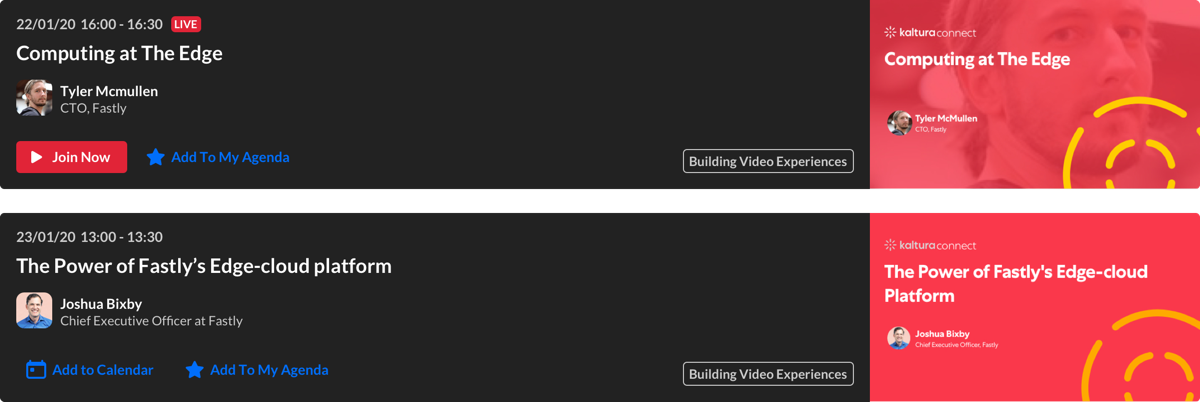 22/01/20 16:00 - 16:30 LIVE
Computing at The Edge
Tyler Mcmullen
CTO, Fastly
Join Now
Add To My Agenda
Building Video Experiences
kaltura connect
Computing at The Edge
Tyler McMullen
CTO, Fastly
23/01/20 13:00 - 13:30
The Power of Fastly’s Edge-cloud platform
Joshua Bixby
Chief Executive Officer at Fastly
Add to Calendar
Add To My Agenda
Building Video Experiences
kaltura connect
The Power of Fastly's Edge-cloud
Platform
Joshua Bixby
Chief Executive Officer, Fastly